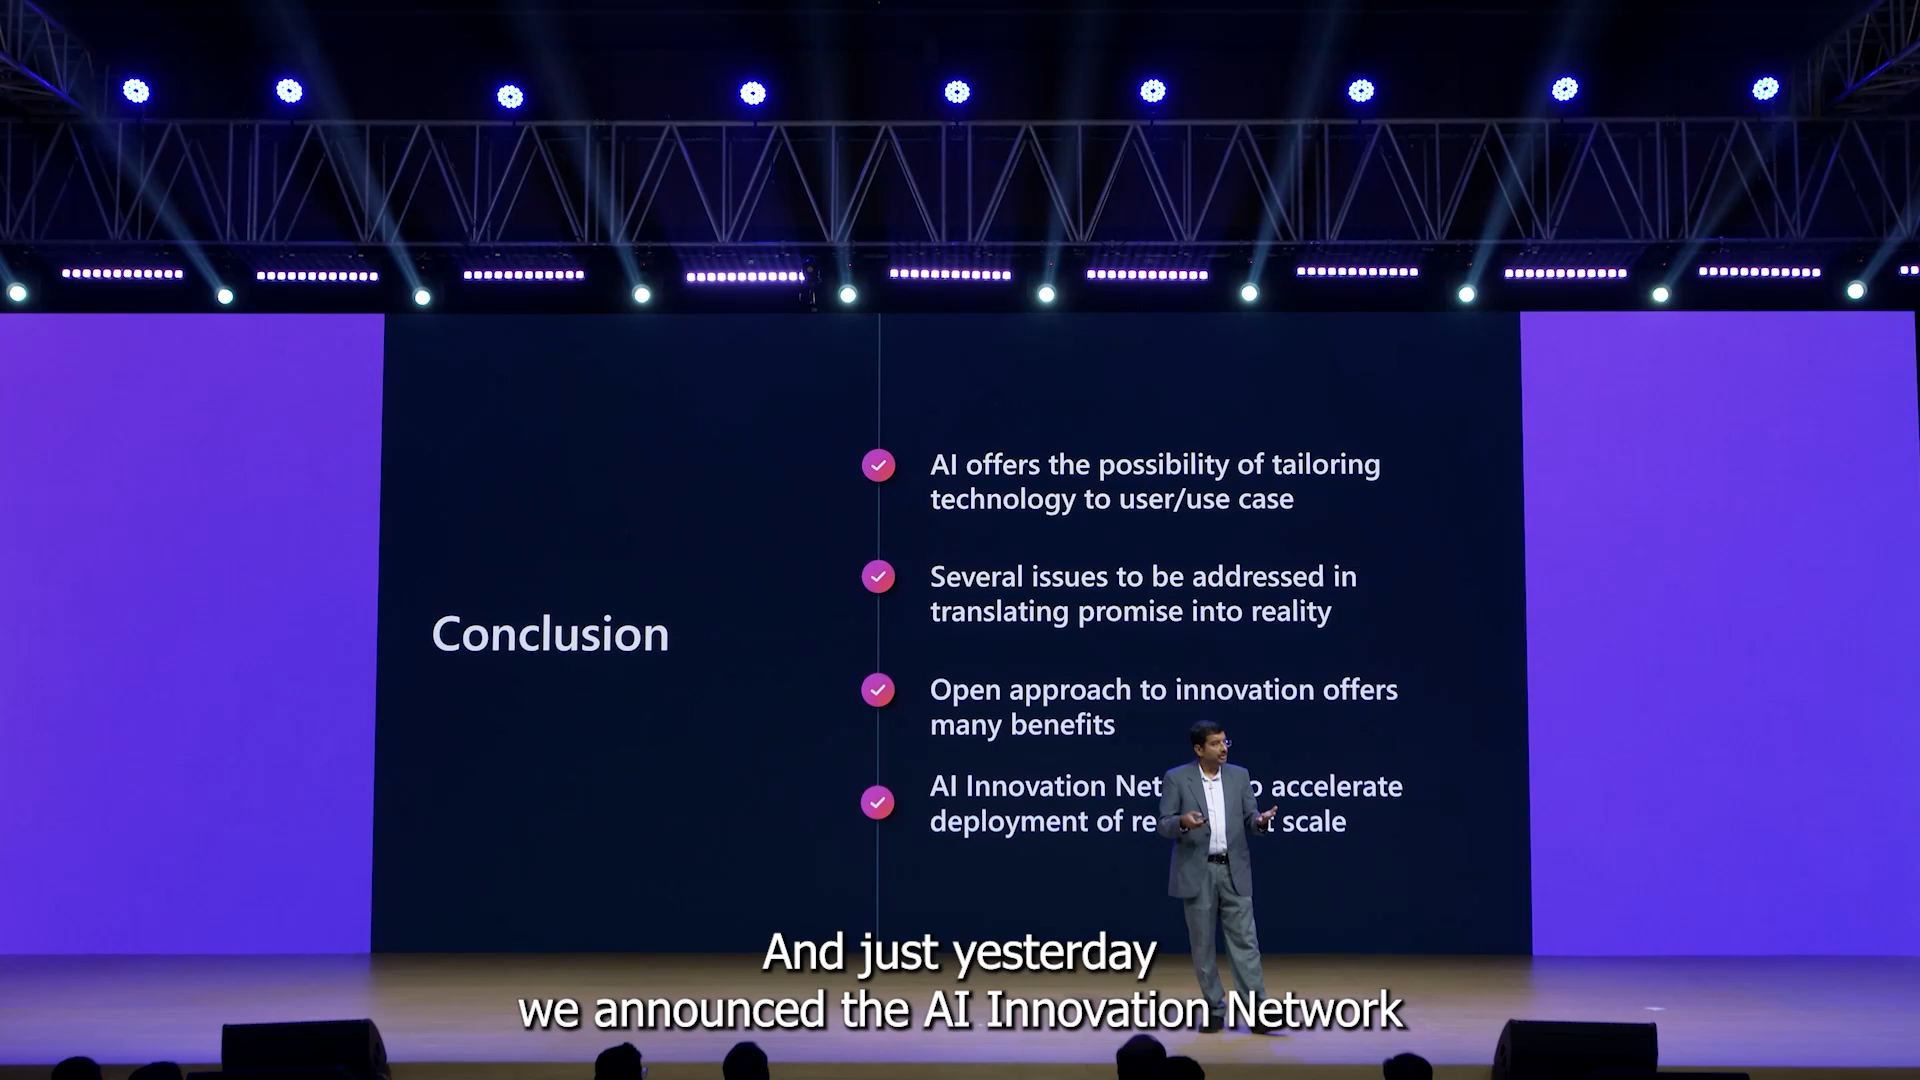 Conclusion
AI offers the possibility of tailoring
technology to user/use case
Several issues to be addressed in
translating promise into reality
Open approach to innovation offers
many benefits
AI Innovation accelerate
deployment of scale
And just yesterday
we announced the AI Innovation Network